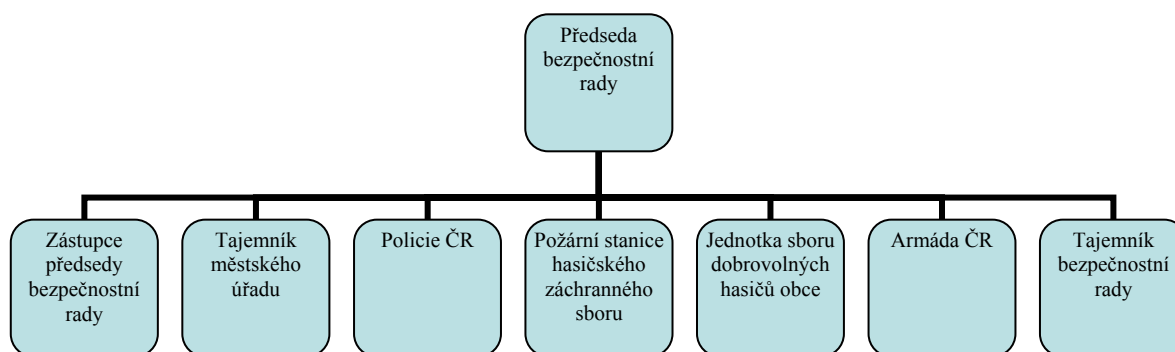 Předseda
bezpečnostní
rady
Zástupce
předsedy
bezpečnostní
rady
Tajemník
městského
úřadu
Policie ČR
Požární stanice
hasičského
záchranného
sboru
Jednotka sboru
dobrovolných
hasičů obce
Armáda ČR
Tajemník
bezpečnostní
rady